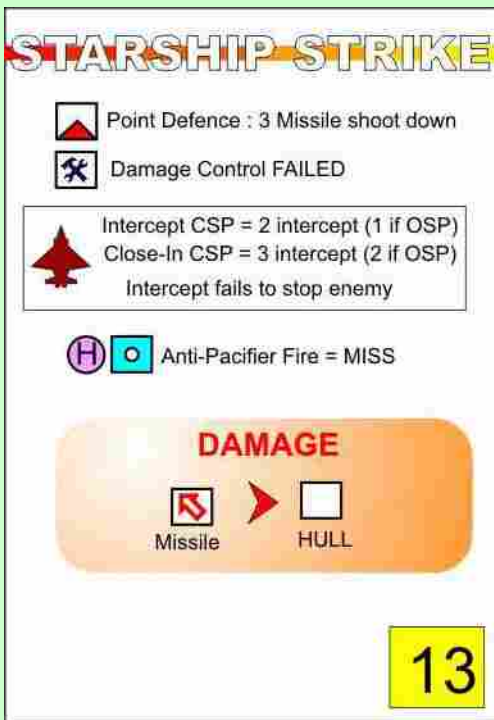 STARSHIP STRIKE
Point Defence : 3 Missile shoot down
Damage Control FAILED
Intercept CSP = 2 intercept (1 if OSP)
Close-In CSP = 3 intercept (2 if OSP)
Intercept fails to stop enemy
H Anti-Pacifier Fire = MISS
DAMAGE
Missile HULL
13